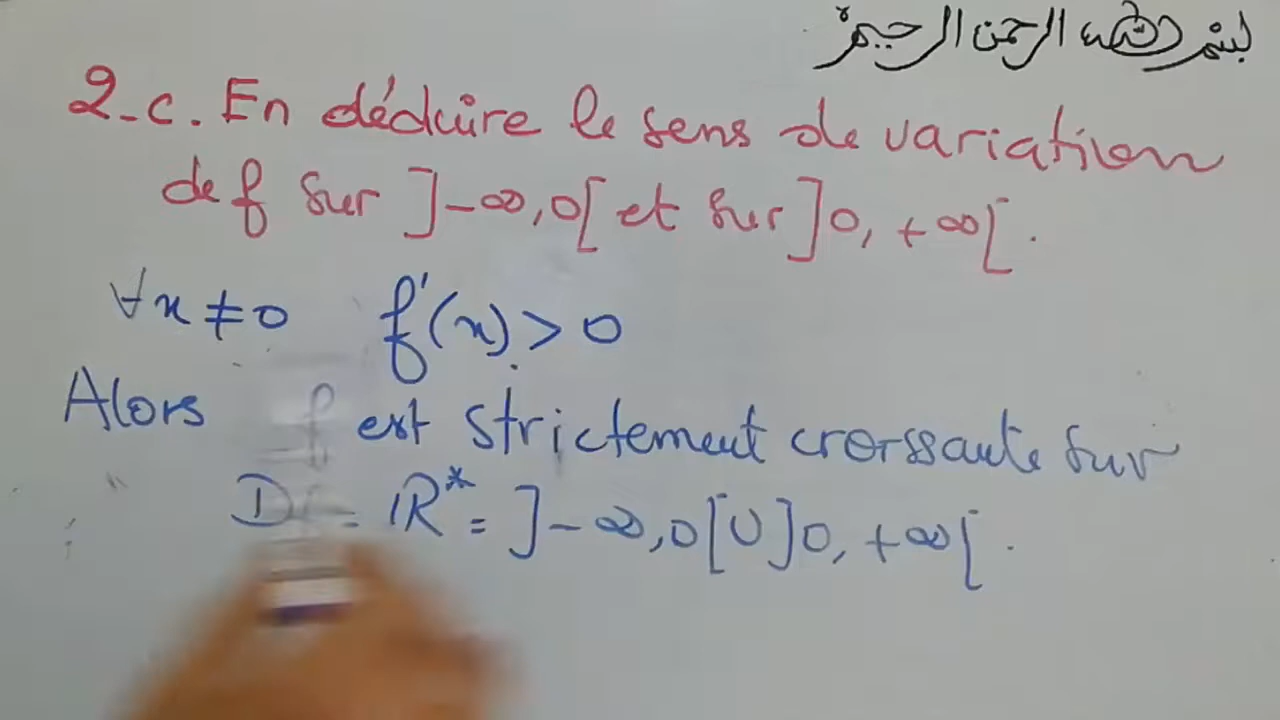 بسم الله الرحمن الرحيم
2-c. En déduire le sens de variation
de f sur ]-∞,0[ et sur ]0, +∞[.
∀x ≠ 0 f'(x) > 0
Alors f est strictement croissante sur
D = ℝ* = ]-∞,0[ ∪ ]0, +∞[.